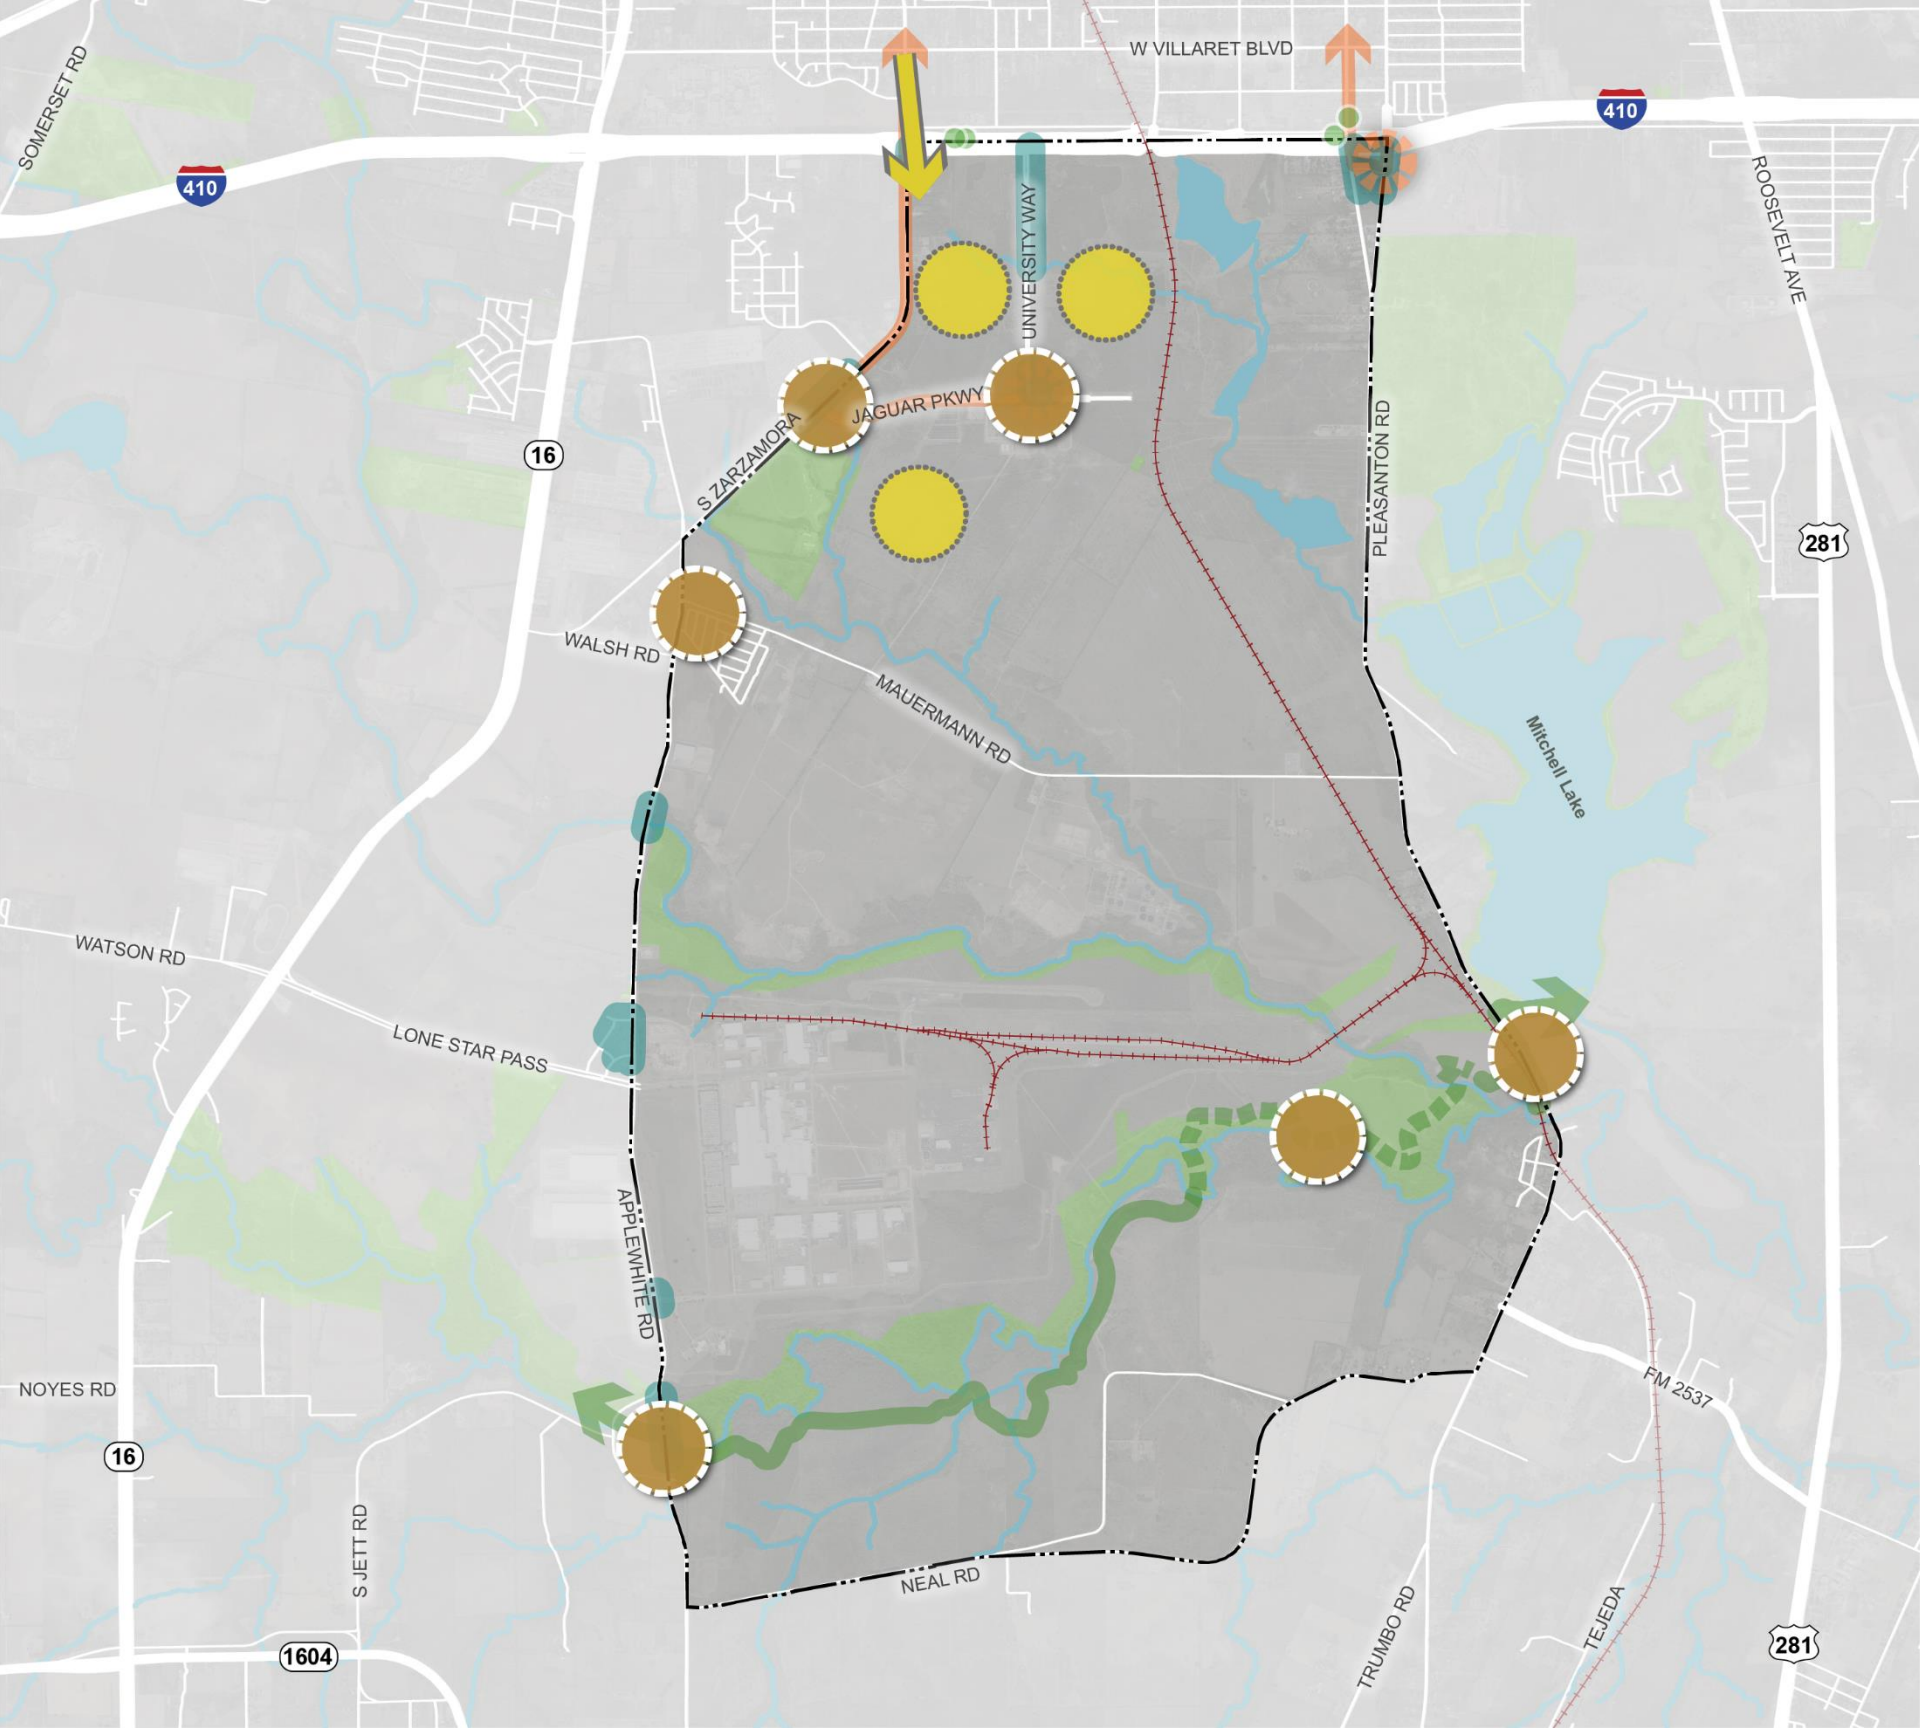 W VILLARET BLVD
SOMERSET RD
410
410
ROOSEVELT AVE
UNIVERSITY WAY
JAGUAR PKWY
S ZARZAMORA
16
PLEASANTON RD
281
WALSH RD
MAUERMANN RD
Mitchell Lake
WATSON RD
LONE STAR PASS
APPLEWHITE RD
NOYES RD
FM 2537
16
S JETT RD
NEAL RD
TRUMBO RD
TEJEDA
1604
281